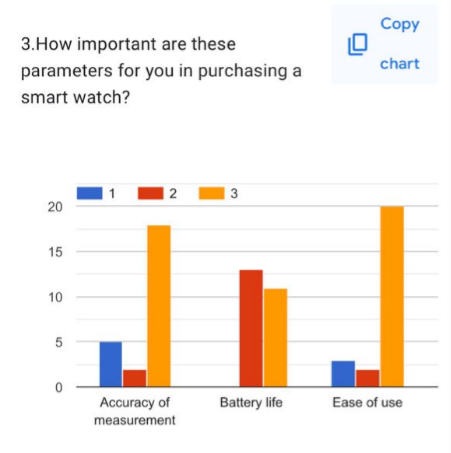 3.How important are these
parameters for you in purchasing a
smart watch?
Copy
chart
1 2 3
20
15
10
5
0
Accuracy of
measurement
Battery life
Ease of use